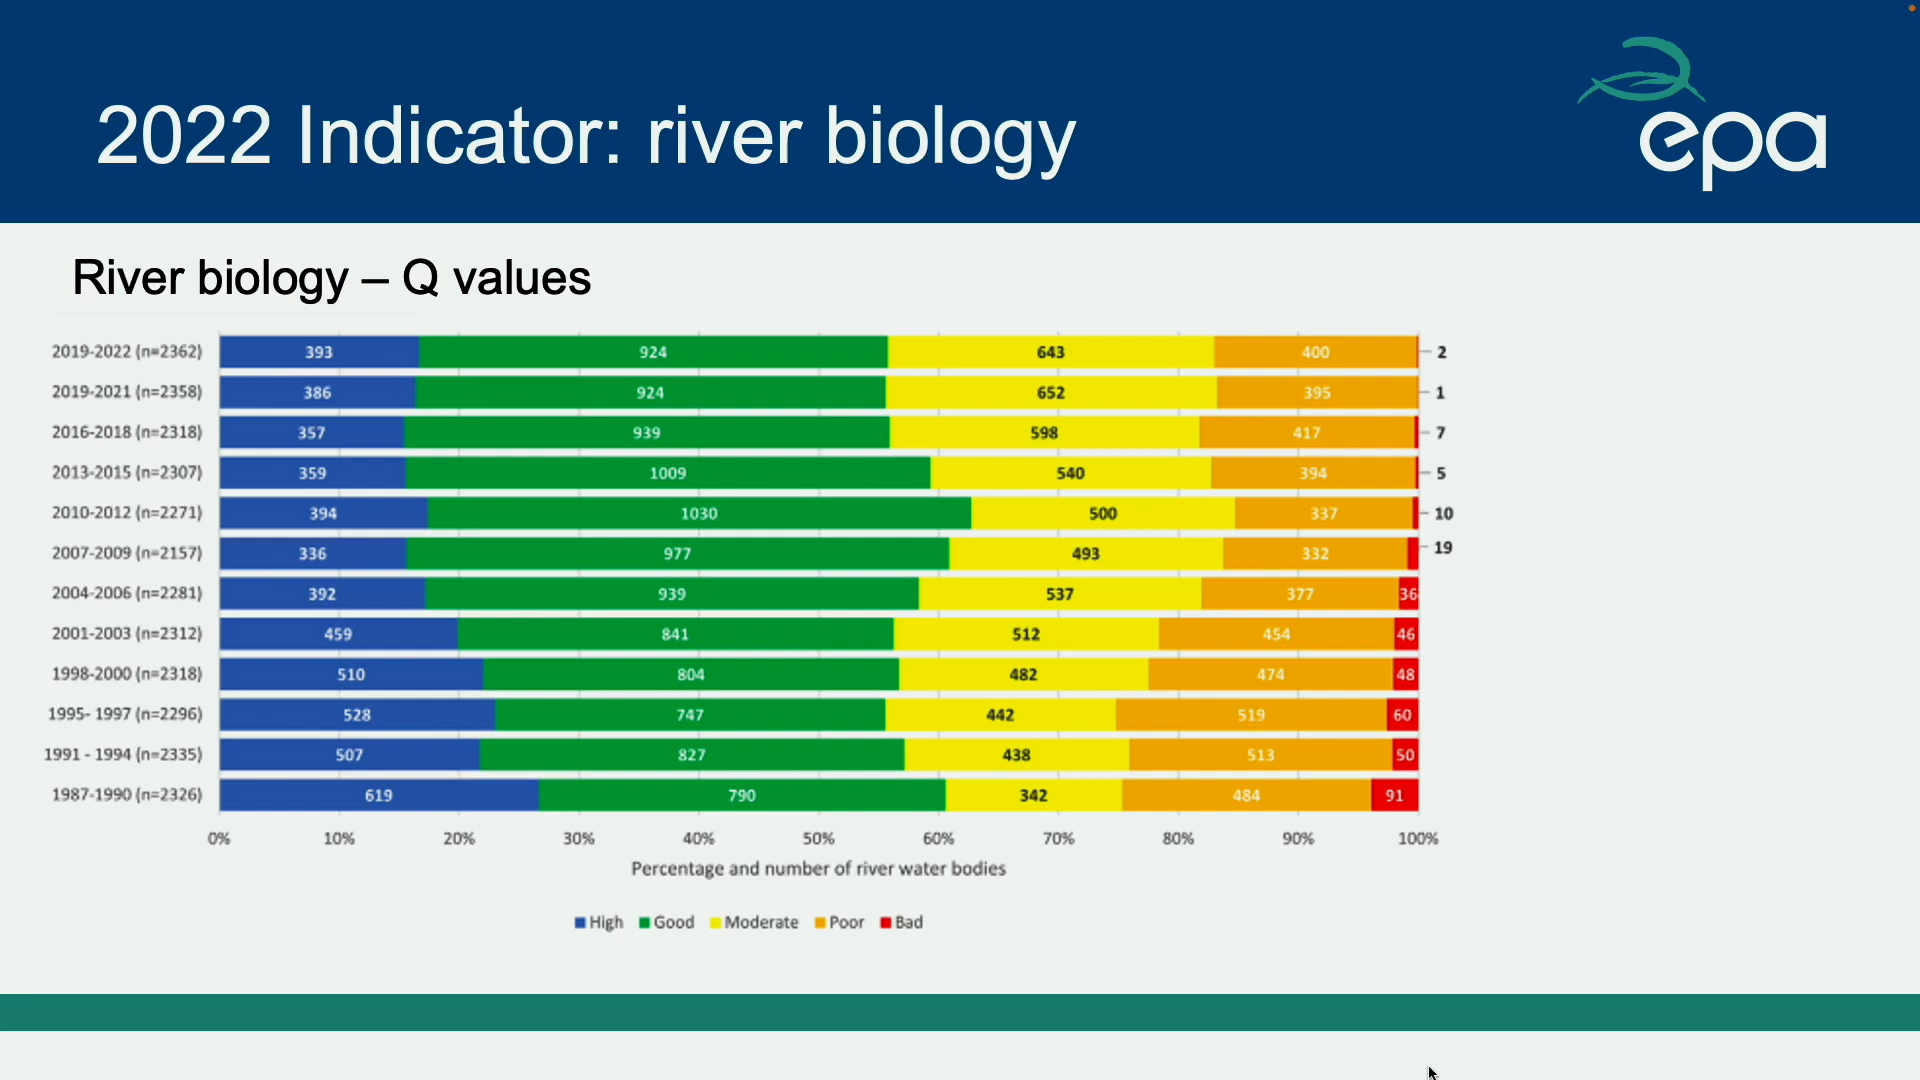 2022 Indicator: river biology
epa
River biology – Q values
2019-2022 (n=2362) 393 924 643 400 2
2019-2021 (n=2358) 386 924 652 395 1
2016-2018 (n=2318) 357 939 598 417 7
2013-2015 (n=2307) 359 1009 540 394 5
2010-2012 (n=2271) 394 1030 500 337 10
2007-2009 (n=2157) 336 977 493 332 19
2004-2006 (n=2281) 392 939 537 377 36
2001-2003 (n=2312) 459 841 512 454 46
1998-2000 (n=2318) 510 804 482 474 48
1995- 1997 (n=2296) 528 747 442 519 60
1991 - 1994 (n=2335) 507 827 438 513 50
1987-1990 (n=2326) 619 790 342 484 91
0% 10% 20% 30% 40% 50% 60% 70% 80% 90% 100%
Percentage and number of river water bodies
High Good Moderate Poor Bad